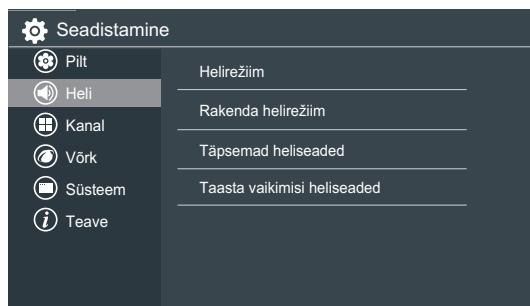 Seadistamine
Pilt
Heli
Kanal
Võrk
Süsteem
Teave
Helirežiim
Rakenda helirežiim
Täpsemad heliseaded
Taasta vaikimisi heliseaded